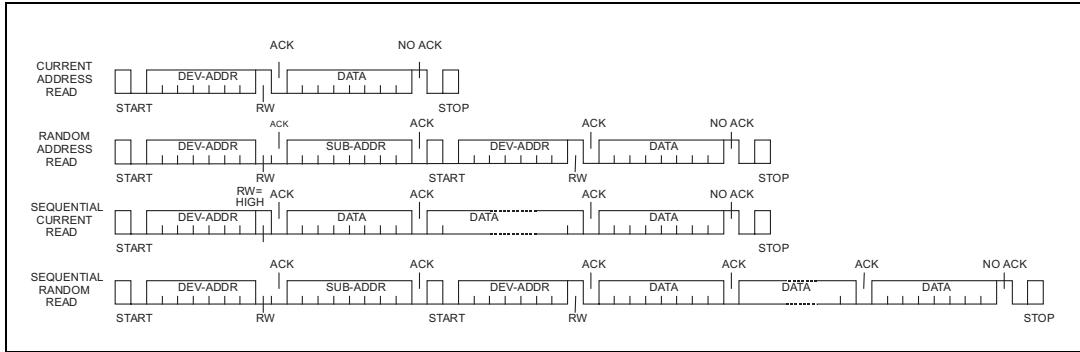 ACK NO ACK
CURRENT
ADDRESS
READ
DEV-ADDR DATA
START RW STOP
ACK ACK ACK NO ACK
RANDOM
ADDRESS
READ
DEV-ADDR SUB-ADDR DEV-ADDR DATA
START RW START RW STOP
RW=
HIGH
ACK ACK ACK NO ACK
SEQUENTIAL
CURRENT
READ
DEV-ADDR DATA DATA DATA
START STOP
ACK ACK ACK ACK ACK NO ACK
SEQUENTIAL
RANDOM
READ
DEV-ADDR SUB-ADDR DEV-ADDR DATA DATA DATA
START RW START RW STOP